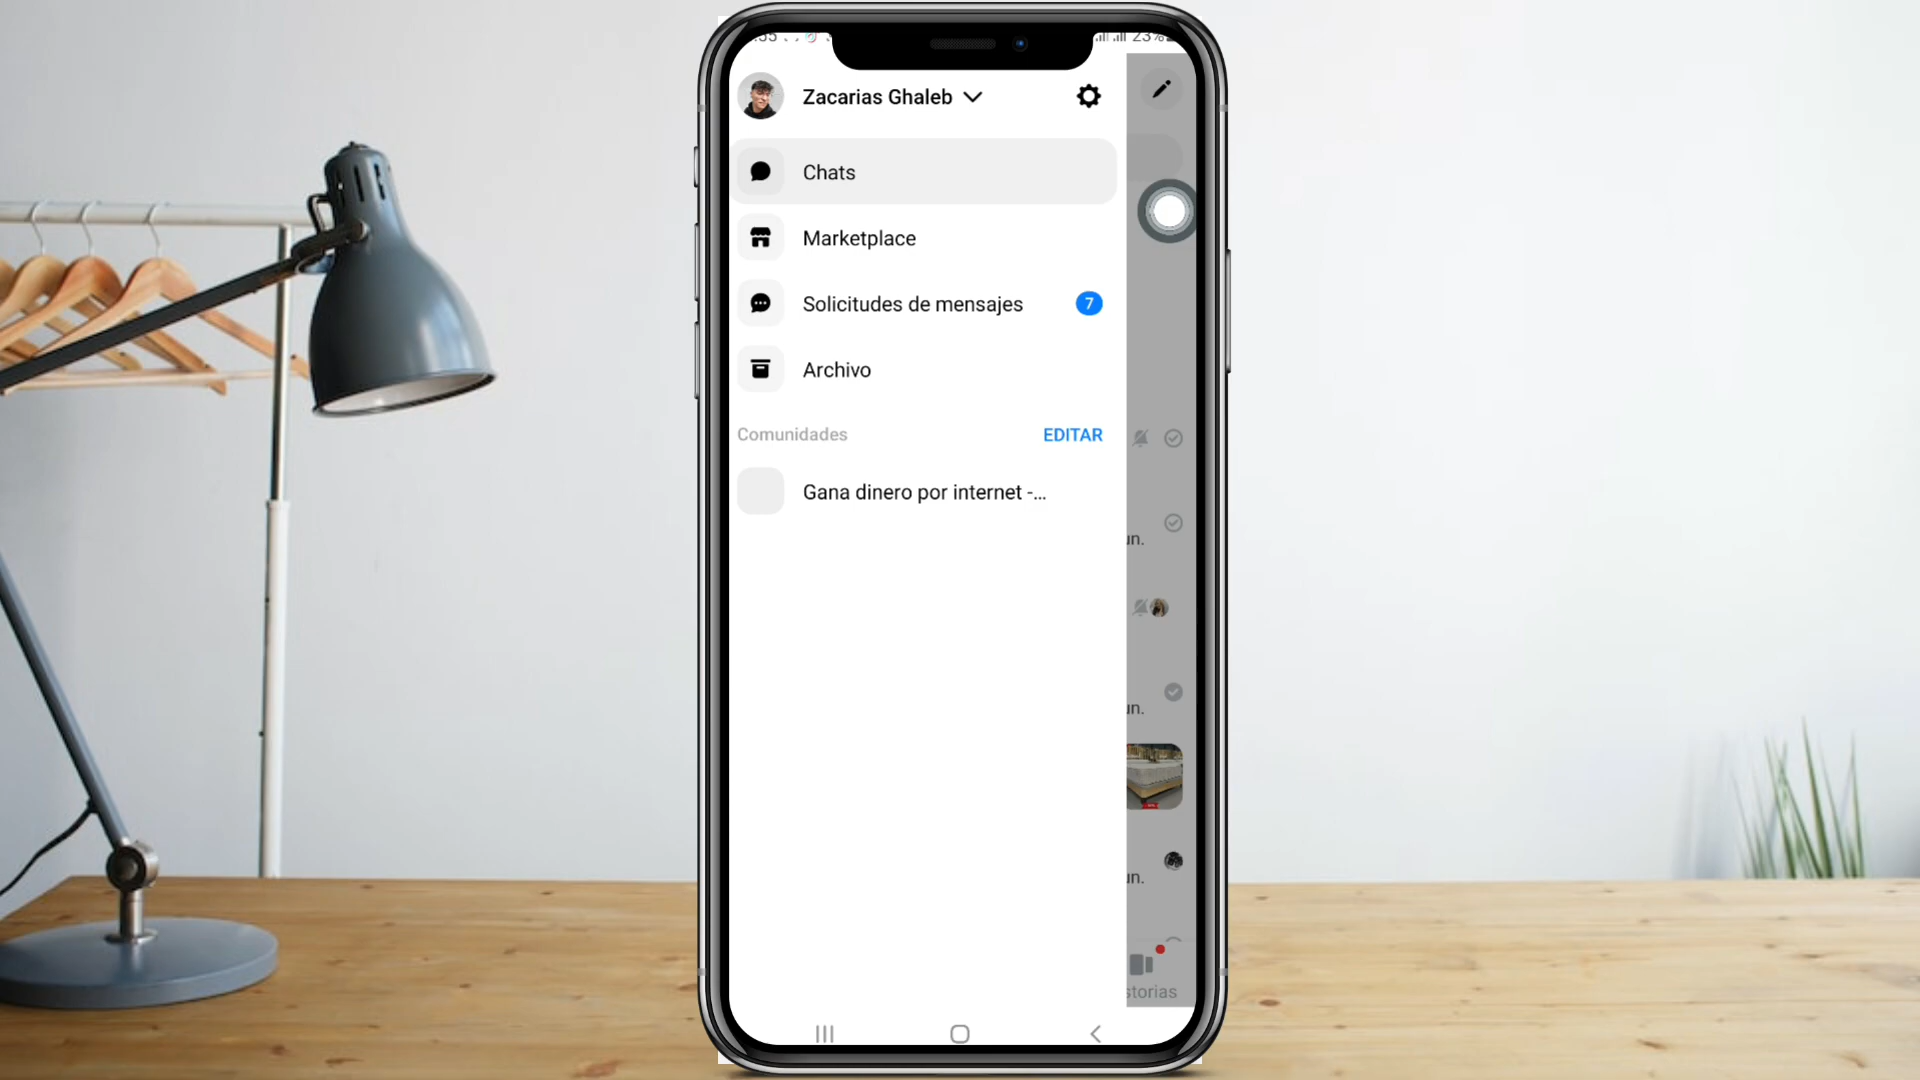 23%
Zacarias Ghaleb
Chats
Marketplace
Solicitudes de mensajes 7
Archivo
Comunidades EDITAR
Gana dinero por internet -...
un.
un.
un.
storias